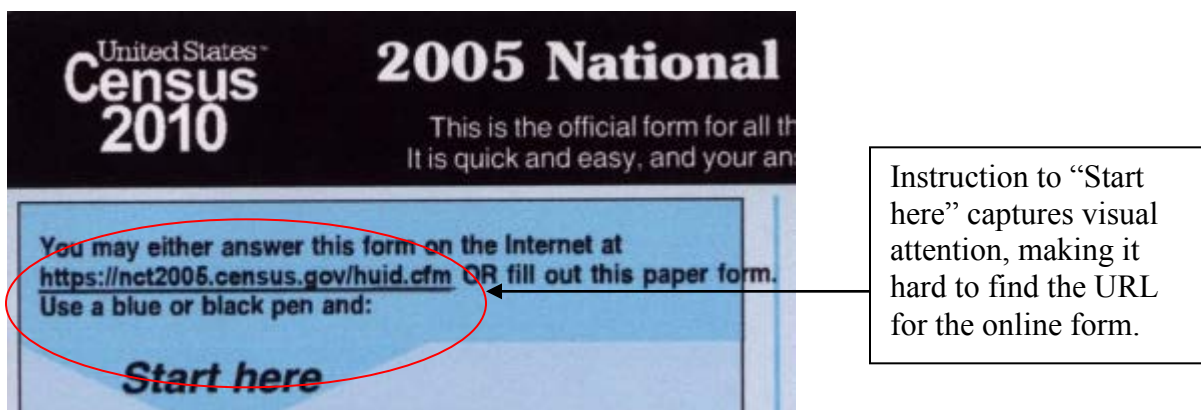 United States™
Census
2010
2005 National
This is the official form for all th
It is quick and easy, and your an
You may either answer this form on the Internet at
https://nct2005.census.gov/huid.cfm OR fill out this paper form.
Use a blue or black pen and:
Start here
Instruction to “Start
here” captures visual
attention, making it
hard to find the URL
for the online form.